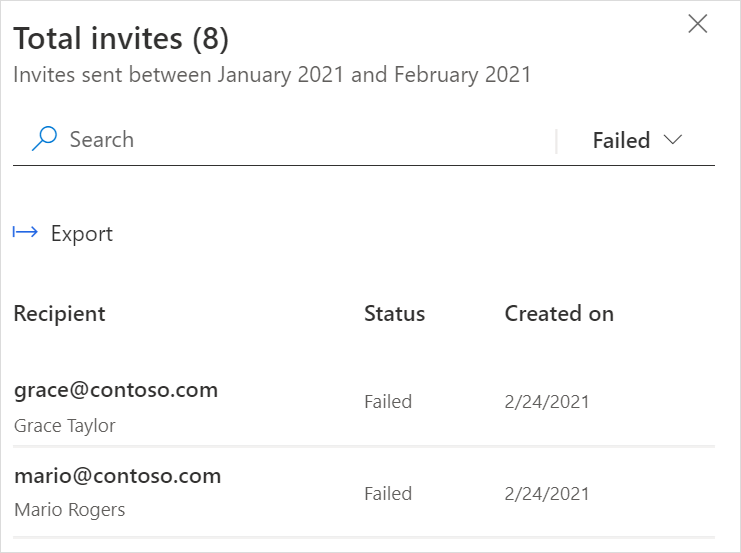 Total invites (8)
Invites sent between January 2021 and February 2021
Search Failed
Export
Recipient Status Created on
grace@contoso.com
Failed 2/24/2021
Grace Taylor
mario@contoso.com
Failed 2/24/2021
Mario Rogers